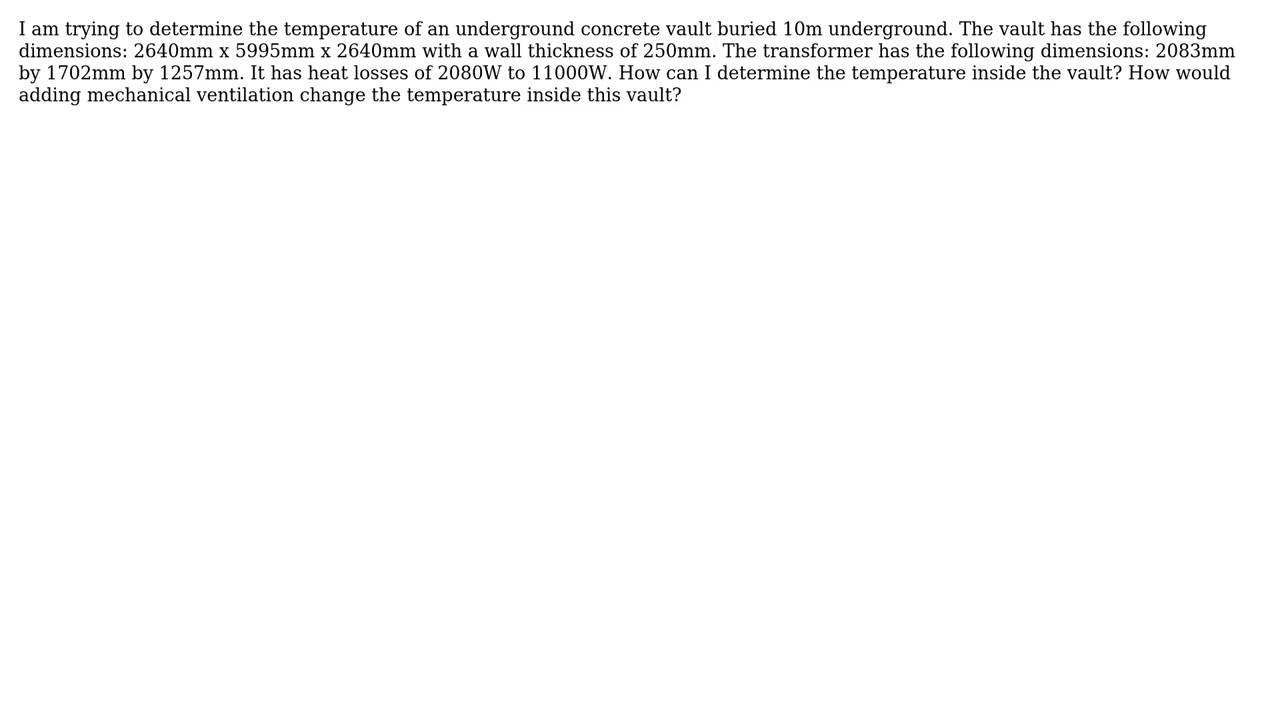 I am trying to determine the temperature of an underground concrete vault buried 10m underground. The vault has the following
dimensions: 2640mm x 5995mm x 2640mm with a wall thickness of 250mm. The transformer has the following dimensions: 2083mm
by 1702mm by 1257mm. It has heat losses of 2080W to 11000W. How can I determine the temperature inside the vault? How would
adding mechanical ventilation change the temperature inside this vault?